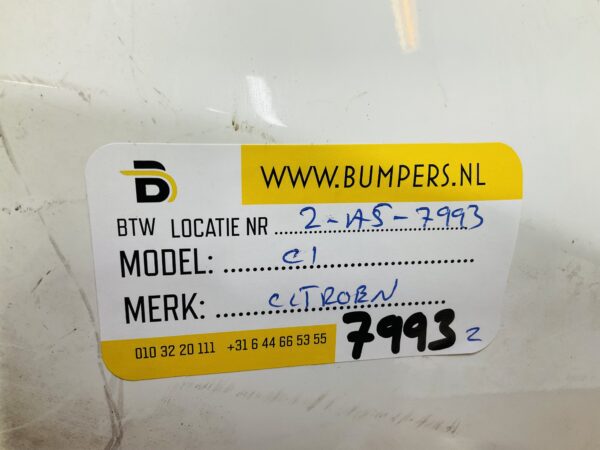 WWW.BUMPERS.NL
BTW LOCATIE NR 2-1A5-7993
MODEL: C1
MERK: CITROEN
010 32 20 111 +31 6 44 66 53 55
7993 2